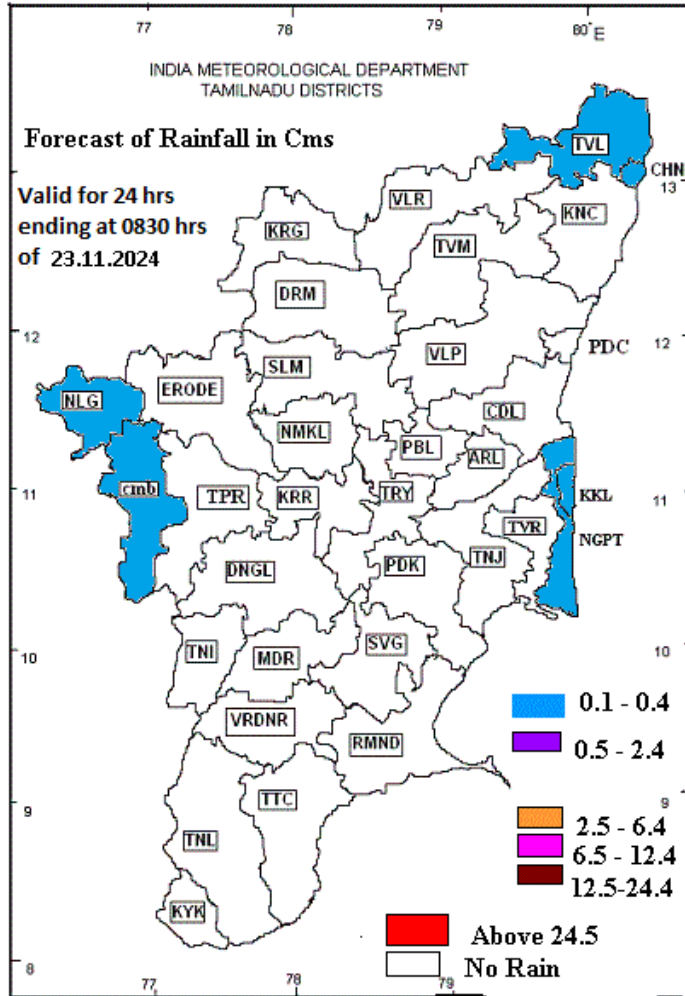 77 78 79 80 E
INDIA METEOROLOGICAL DEPARTMENT
TAMILNADU DISTRICTS
Forecast of Rainfall in Cms
TVL
CHN
13
Valid for 24 hrs
ending at 0830 hrs
of 23.11.2024
VLR
KNC
KRG
TVM
DRM
12
12
PDC
VLP
SLM
ERODE
NLG
CDL
NMKL
PBL
ARL
11
cmb
TPR
KRR
TRY
KKL
11
TVR
NGPT
TNJ
DNGL
PDK
10
TNI
MDR
SVG
10
VRDNR
RMND
0.1 - 0.4
0.5 - 2.4
9
TTC
9
2.5 - 6.4
TNL
6.5 - 12.4
12.5-24.4
KYK
Above 24.5
No Rain
8
77 78 79